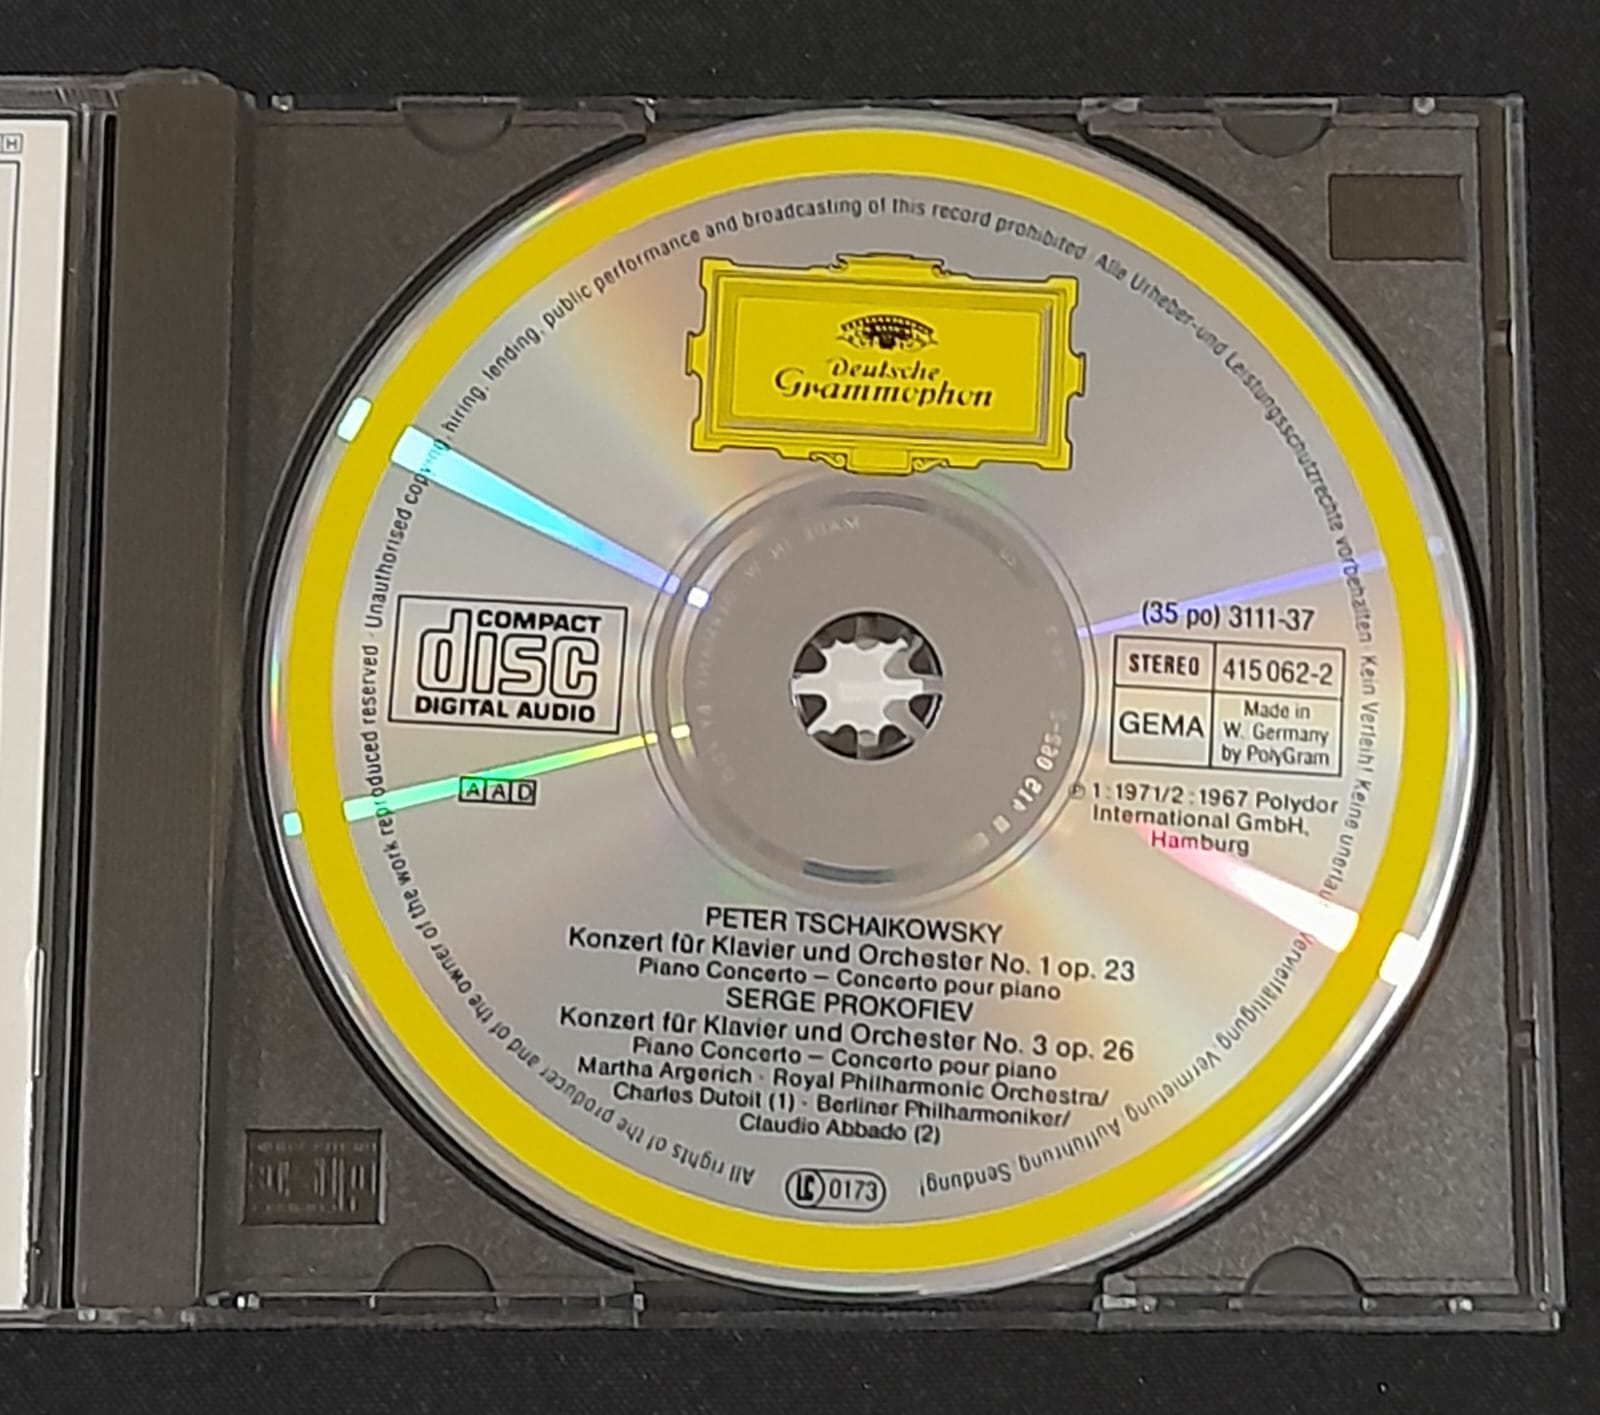 Unauthorised copying, hiring, lending, public performance and broadcasting of this record prohibited · Alle Urheber- und Leistungsschutzrechte vorbehalten Kein Verleih! Keine unerlaubte Vervielfältigung, Vermietung, Aufführung, Sendung!
Deutsche
Grammophon
COMPACT
disc
DIGITAL AUDIO
AAD
(35 po) 3111-37
STEREO 415 062-2
GEMA
Made in
W. Germany
by PolyGram
℗ 1: 1971/2: 1967 Polydor
International GmbH,
Hamburg
PETER TSCHAIKOWSKY
Konzert für Klavier und Orchester No. 1 op. 23
Piano Concerto – Concerto pour piano
SERGE PROKOFIEV
Konzert für Klavier und Orchester No. 3 op. 26
Piano Concerto – Concerto pour piano
Martha Argerich · Royal Philharmonic Orchestra/
Charles Dutoit (1) · Berliner Philharmoniker/
Claudio Abbado (2)
All rights of the producer and of the owner of the work reproduced reserved ·
LC 0173
MADE IN W.
H